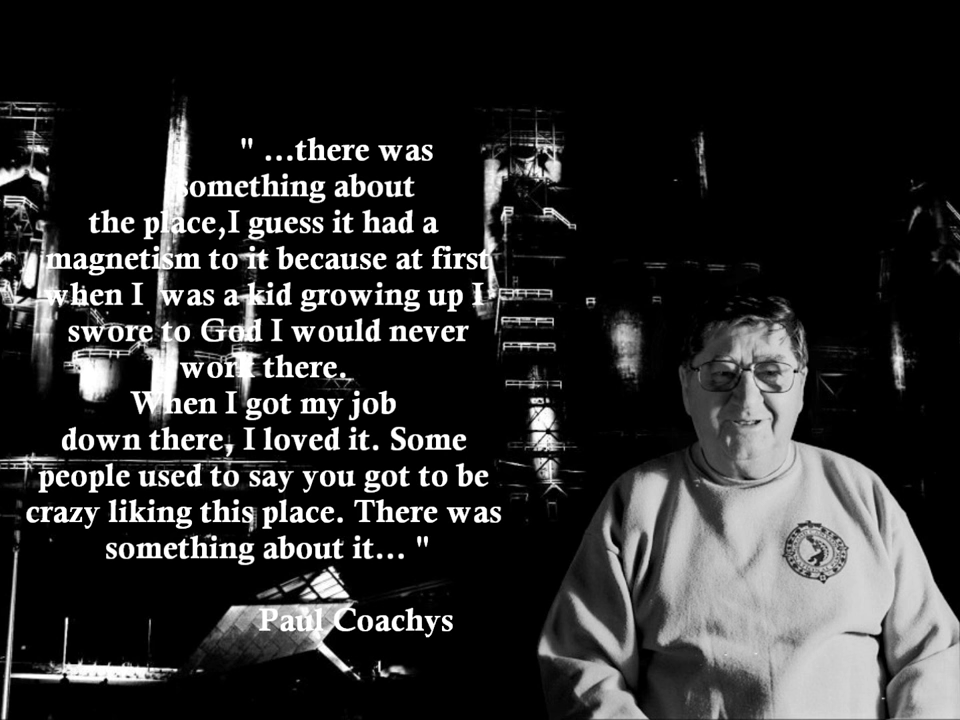 " ...there was
something about
the place,I guess it had a
magnetism to it because at first
when I was a kid growing up I
swore to God I would never
work there.
When I got my job
down there, I loved it. Some
people used to say you got to be
crazy liking this place. There was
something about it... "
Paul Coachys